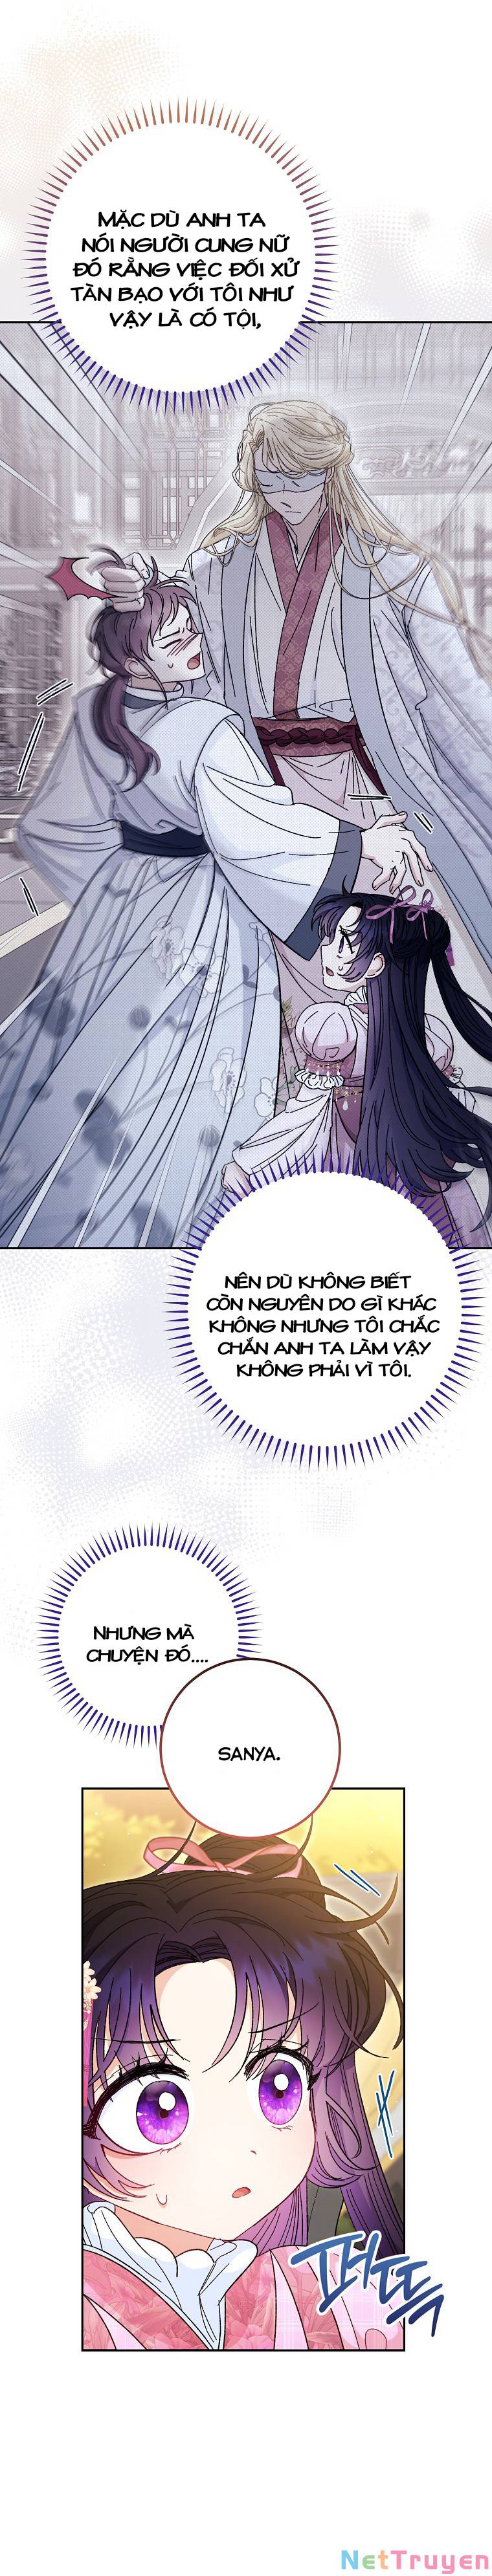 MẶC DÙ ANH TA
NÓI NGƯỜI CUNG NỮ
ĐÓ RẰNG VIỆC ĐỐI XỬ
TÀN BẠO VỚI TÔI NHƯ
VẬY LÀ CÓ TỘI,
NÊN DÙ KHÔNG BIẾT
CÒN NGUYÊN DO GÌ KHÁC
KHÔNG NHƯNG TÔI CHẮC
CHẮN ANH TA LÀM VẬY
KHÔNG PHẢI VÌ TÔI.
NHƯNG MÀ
CHUYỆN ĐÓ....
SANYA.
퍼뜩
NetTruyen